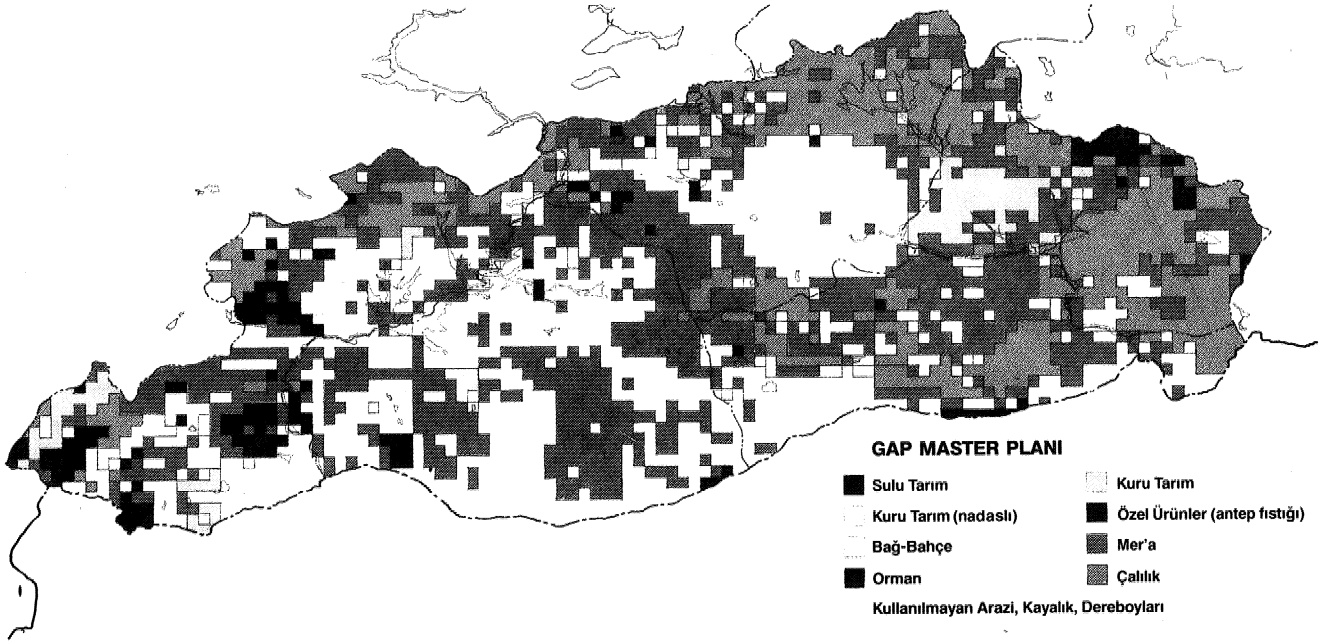 GAP MASTER PLANI
Sulu Tarım
Kuru Tarım (nadaslı)
Bağ-Bahçe
Orman
Kuru Tarım
Özel Ürünler (antep fıstığı)
Mer'a
Çalılık
Kullanılmayan Arazi, Kayalık, Dereboyları